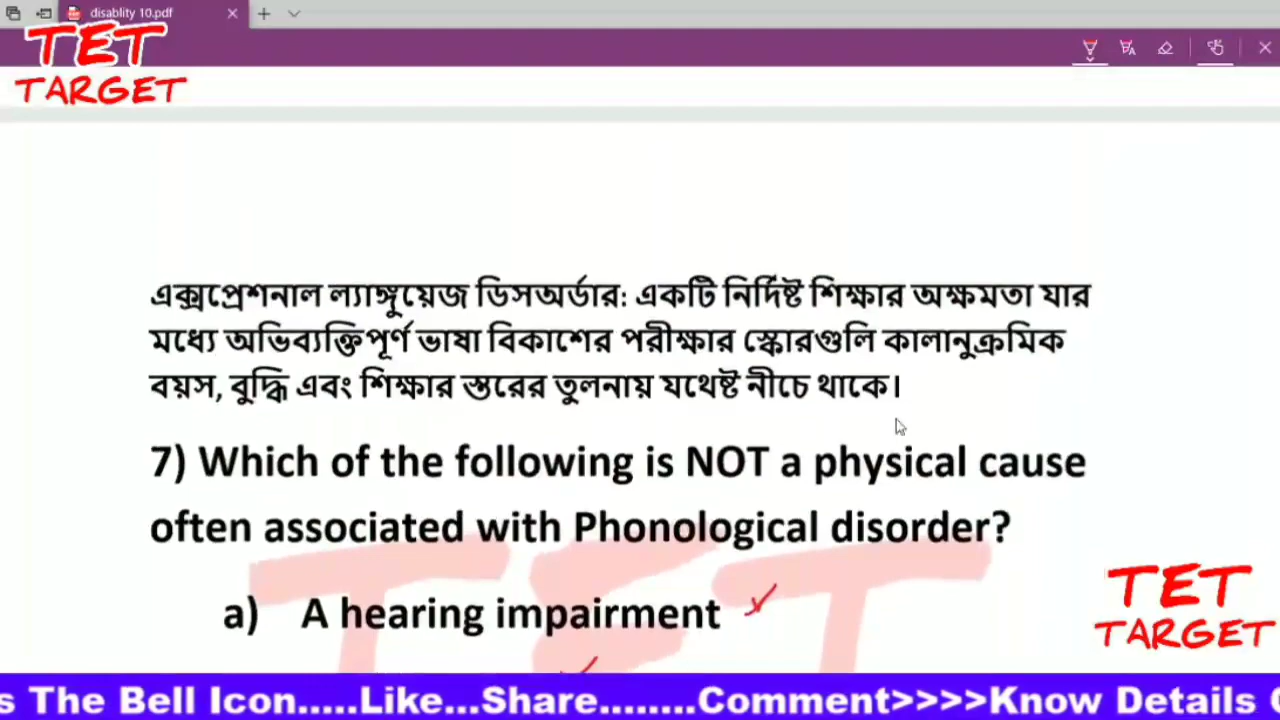 disablity 10.pdf
TET
TARGET
এক্সপ্রেশনাল ল্যাঙ্গুয়েজ ডিসঅর্ডার: একটি নির্দিষ্ট শিক্ষার অক্ষমতা যার
মধ্যে অভিব্যক্তিপূর্ণ ভাষা বিকাশের পরীক্ষার স্কোরগুলি কালানুক্রমিক
বয়স, বুদ্ধি এবং শিক্ষার স্তরের তুলনায় যথেষ্ট নীচে থাকে।
7) Which of the following is NOT a physical cause
often associated with Phonological disorder?
TET
a) A hearing impairment
TET
TARGET
s The Bell Icon.....Like...Share........Comment>>>>Know Details